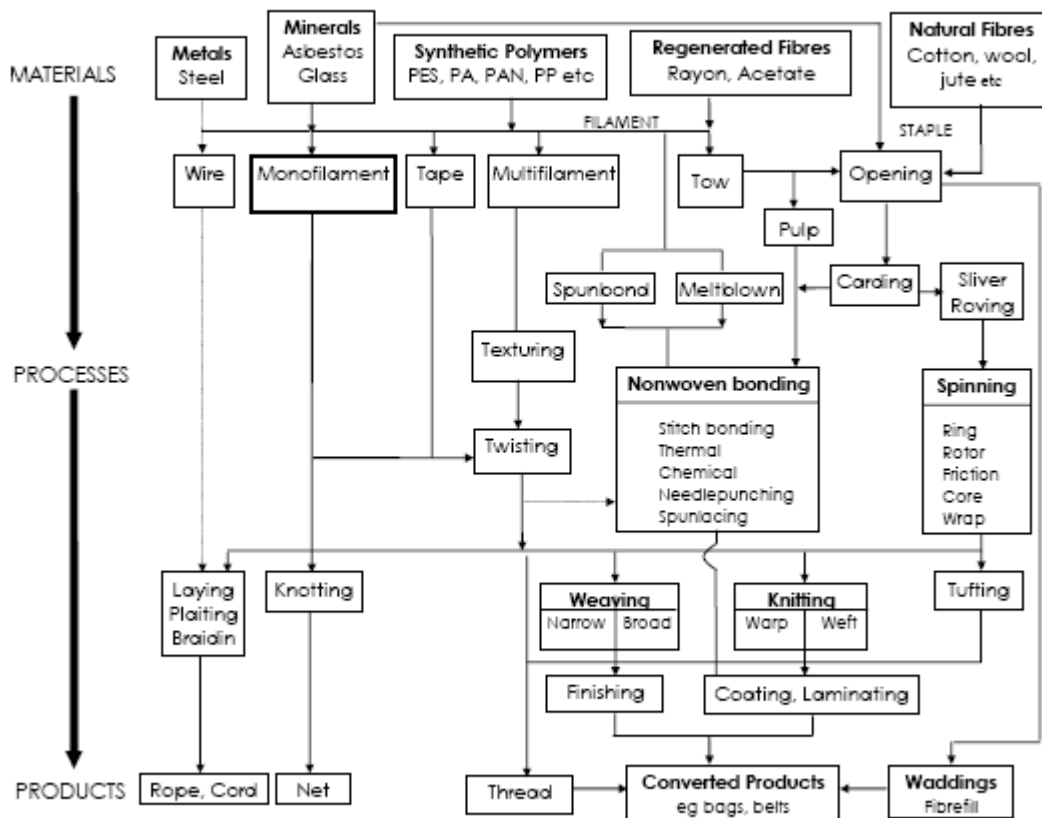 MATERIALS
Metals
Steel
Minerals
Asbestos
Glass
Synthetic Polymers
PES, PA, PAN, PP etc
Regenerated Fibres
Rayon, Acetate
Natural Fibres
Cotton, wool,
jute etc
FILAMENT
STAPLE
Wire
Monofilament
Tape
Multifilament
Tow
Opening
Pulp
Spunbond
Meltblown
Carding
Sliver
Roving
Texturing
PROCESSES
Nonwoven bonding
Stitch bonding
Thermal
Chemical
Needlepunching
Spunlacing
Spinning
Ring
Rotor
Friction
Core
Wrap
Twisting
Laying
Plaiting
Braidin
Knotting
Weaving
Narrow Broad
Knitting
Warp Weft
Tufting
Finishing
Coating, Laminating
PRODUCTS
Rope, Cord
Net
Thread
Converted Products
eg bags, belts
Waddings
Fibrefill